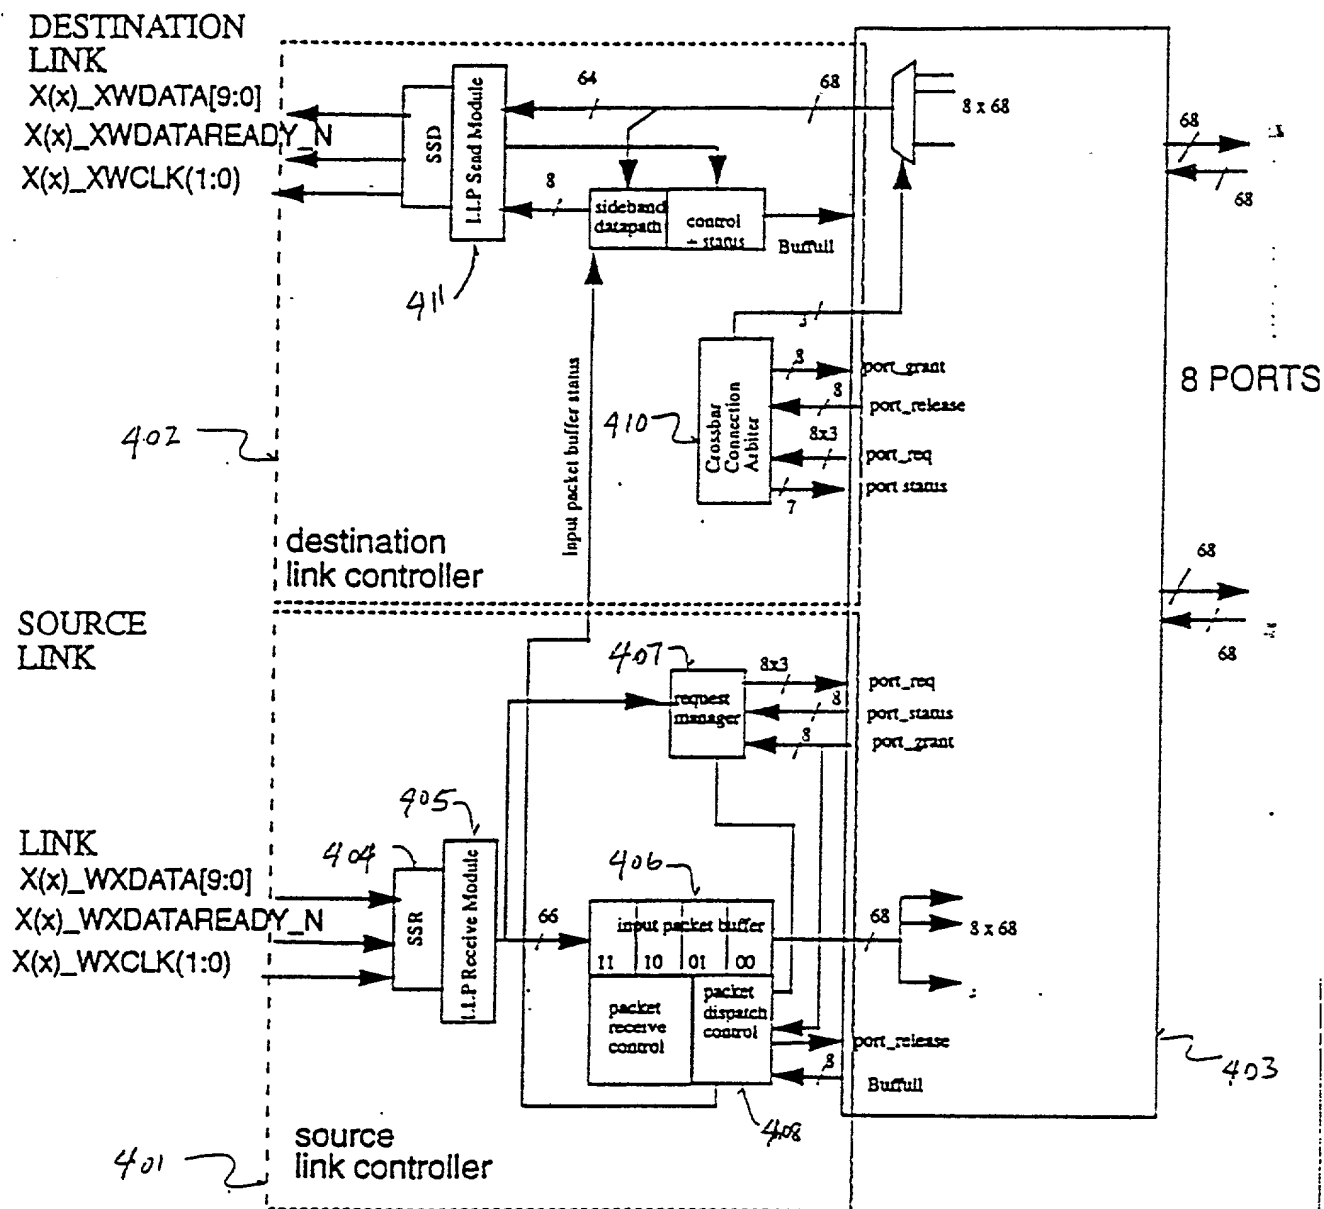 DESTINATION
LINK
X(x)_XWDATA[9:0]
X(x)_XWDATAREADY_N
X(x)_XWCLK(1:0)
SSD
LLP Send Module
64
68
8 x 68
8
sideband
datapath
control
+ status
Buffull
411
68
68
8 PORTS
Input packet buffer status
402
410
Crossbar
Connection
Arbiter
8
port_grant
8
port_release
8x3
port_req
7
port status
destination
link controller
68
68
SOURCE
LINK
407
request
manager
8x3
port_req
8
port_status
8
port_grant
LINK
X(x)_WXDATA[9:0]
X(x)_WXDATAREADY_N
X(x)_WXCLK(1:0)
404
405
SSR
LLP Receive Module
66
406
input packet buffer
11
10
01
00
packet
receive
control
packet
dispatch
control
68
8 x 68
port_release
8
Buffull
408
403
401
source
link controller